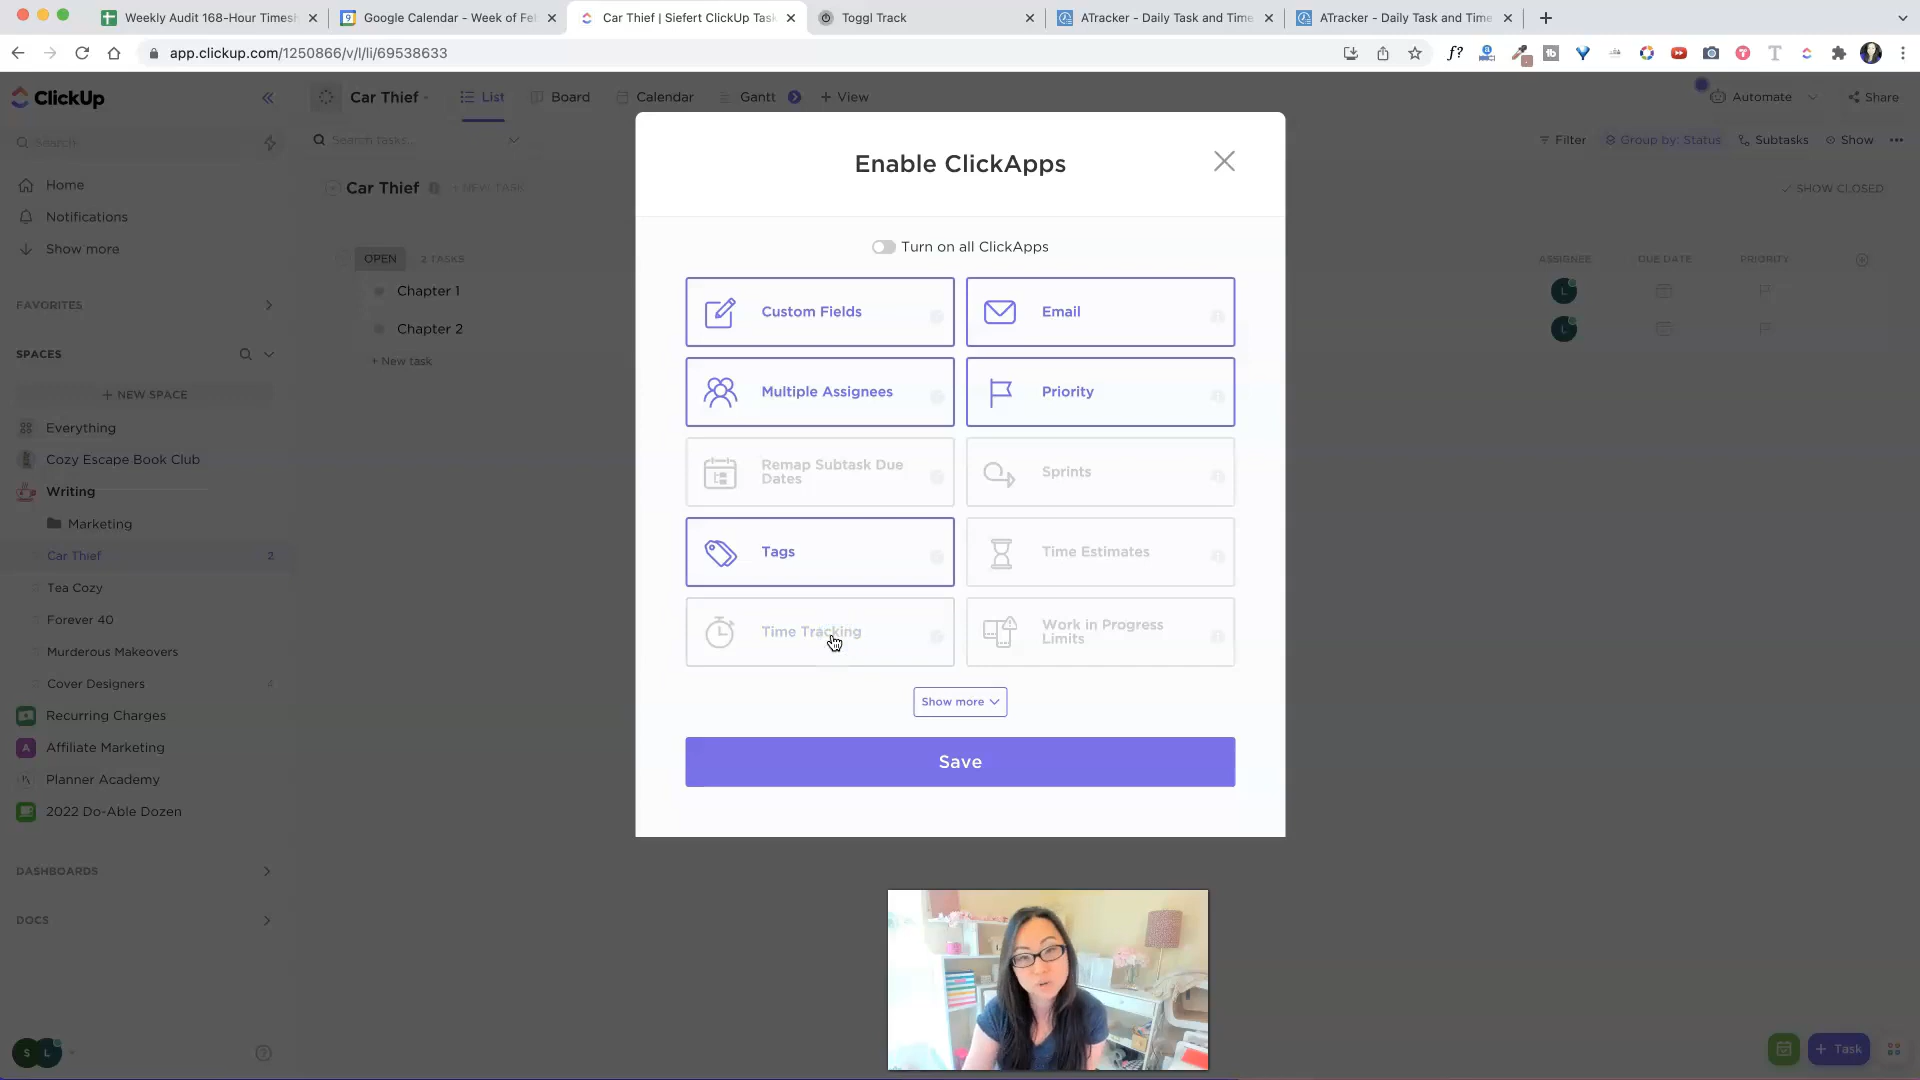 Weekly Audit 168-Hour Timesh
Google Calendar - Week of Fe
Car Thief | Siefert ClickUp Task
Toggl Track
ATracker - Daily Task and Time
ATracker - Daily Task and Time
app.clickup.com/1250866/v/l/li/69538633
ClickUp
Car Thief
List
Board
Calendar
Gantt
+ View
Automate
Share
Search
Search tasks...
Filter
Group by: Status
Subtasks
Show
Car Thief
+ NEW TASK
SHOW CLOSED
Home
Notifications
Show more
OPEN
2 TASKS
ASSIGNEE
DUE DATE
PRIORITY
Chapter 1
L
Chapter 2
L
+ New task
FAVORITES
SPACES
+ NEW SPACE
Everything
Cozy Escape Book Club
Writing
Marketing
Car Thief
2
Tea Cozy
Forever 40
Murderous Makeovers
Cover Designers
4
Recurring Charges
A
Affiliate Marketing
Planner Academy
2022 Do-Able Dozen
DASHBOARDS
DOCS
S
L
Enable ClickApps
Turn on all ClickApps
Custom Fields
Email
Multiple Assignees
Priority
Remap Subtask Due
Dates
Sprints
Tags
Time Estimates
Time Tracking
Work in Progress
Limits
Show more
Save
+ Task